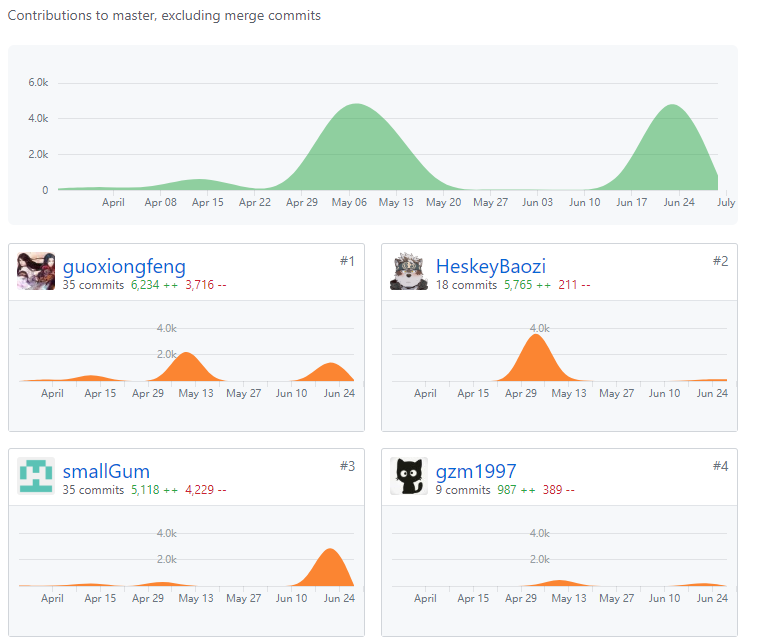 Contributions to master, excluding merge commits
6.0k
4.0k
2.0k
0
April Apr 08 Apr 15 Apr 22 Apr 29 May 06 May 13 May 20 May 27 Jun 03 Jun 10 Jun 17 Jun 24 July
guoxiongfeng #1
35 commits 6,234 ++ 3,716 --
4.0k
2.0k
April Apr 15 Apr 29 May 13 May 27 Jun 10 Jun 24
HeskeyBaozi #2
18 commits 5,765 ++ 211 --
4.0k
April Apr 15 Apr 29 May 13 May 27 Jun 10 Jun 24
smallGum #3
35 commits 5,118 ++ 4,229 --
4.0k
2.0k
April Apr 15 Apr 29 May 13 May 27 Jun 10 Jun 24
gzm1997 #4
9 commits 987 ++ 389 --
4.0k
2.0k
April Apr 15 Apr 29 May 13 May 27 Jun 10 Jun 24